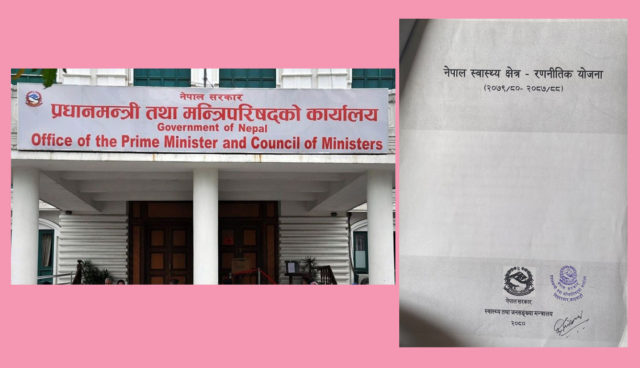 नेपाल सरकार
प्रधानमन्त्री तथा मन्त्रिपरिषद्को कार्यालय
Government of Nepal
Office of the Prime Minister and Council of Ministers
नेपाल स्वास्थ्य क्षेत्र - रणनीतिक योजना
(२०७९/८०- २०८७/८८)
नेपाल सरकार
स्वास्थ्य तथा जनसङ्ख्या मन्त्रालय
२०८०